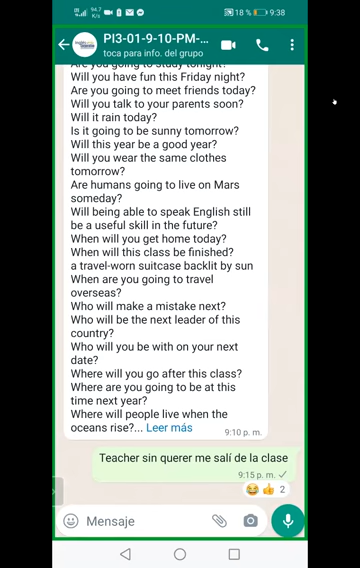 94.7
K/s
18 %
9:38
PI3-01-9-10-PM-...
toca para info. del grupo
Are you going to study tonight?
Will you have fun this Friday night?
Are you going to meet friends today?
Will you talk to your parents soon?
Will it rain today?
Is it going to be sunny tomorrow?
Will this year be a good year?
Will you wear the same clothes
tomorrow?
Are humans going to live on Mars
someday?
Will being able to speak English still
be a useful skill in the future?
When will you get home today?
When will this class be finished?
a travel-worn suitcase backlit by sun
When are you going to travel
overseas?
Who will make a mistake next?
Who will be the next leader of this
country?
Who will you be with on your next
date?
Where will you go after this class?
Where are you going to be at this
time next year?
Where will people live when the
oceans rise?... Leer más
9:10 p. m.
Teacher sin querer me salí de la clase
9:15 p. m.
2
Mensaje